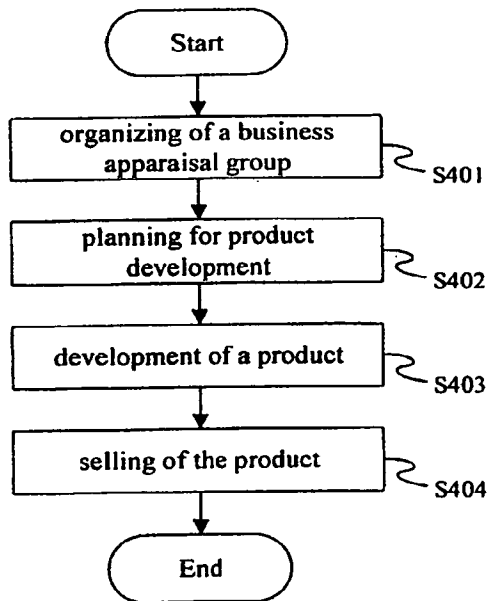 Start
organizing of a business
apparaisal group
S401
planning for product
development
S402
development of a product
S403
selling of the product
S404
End